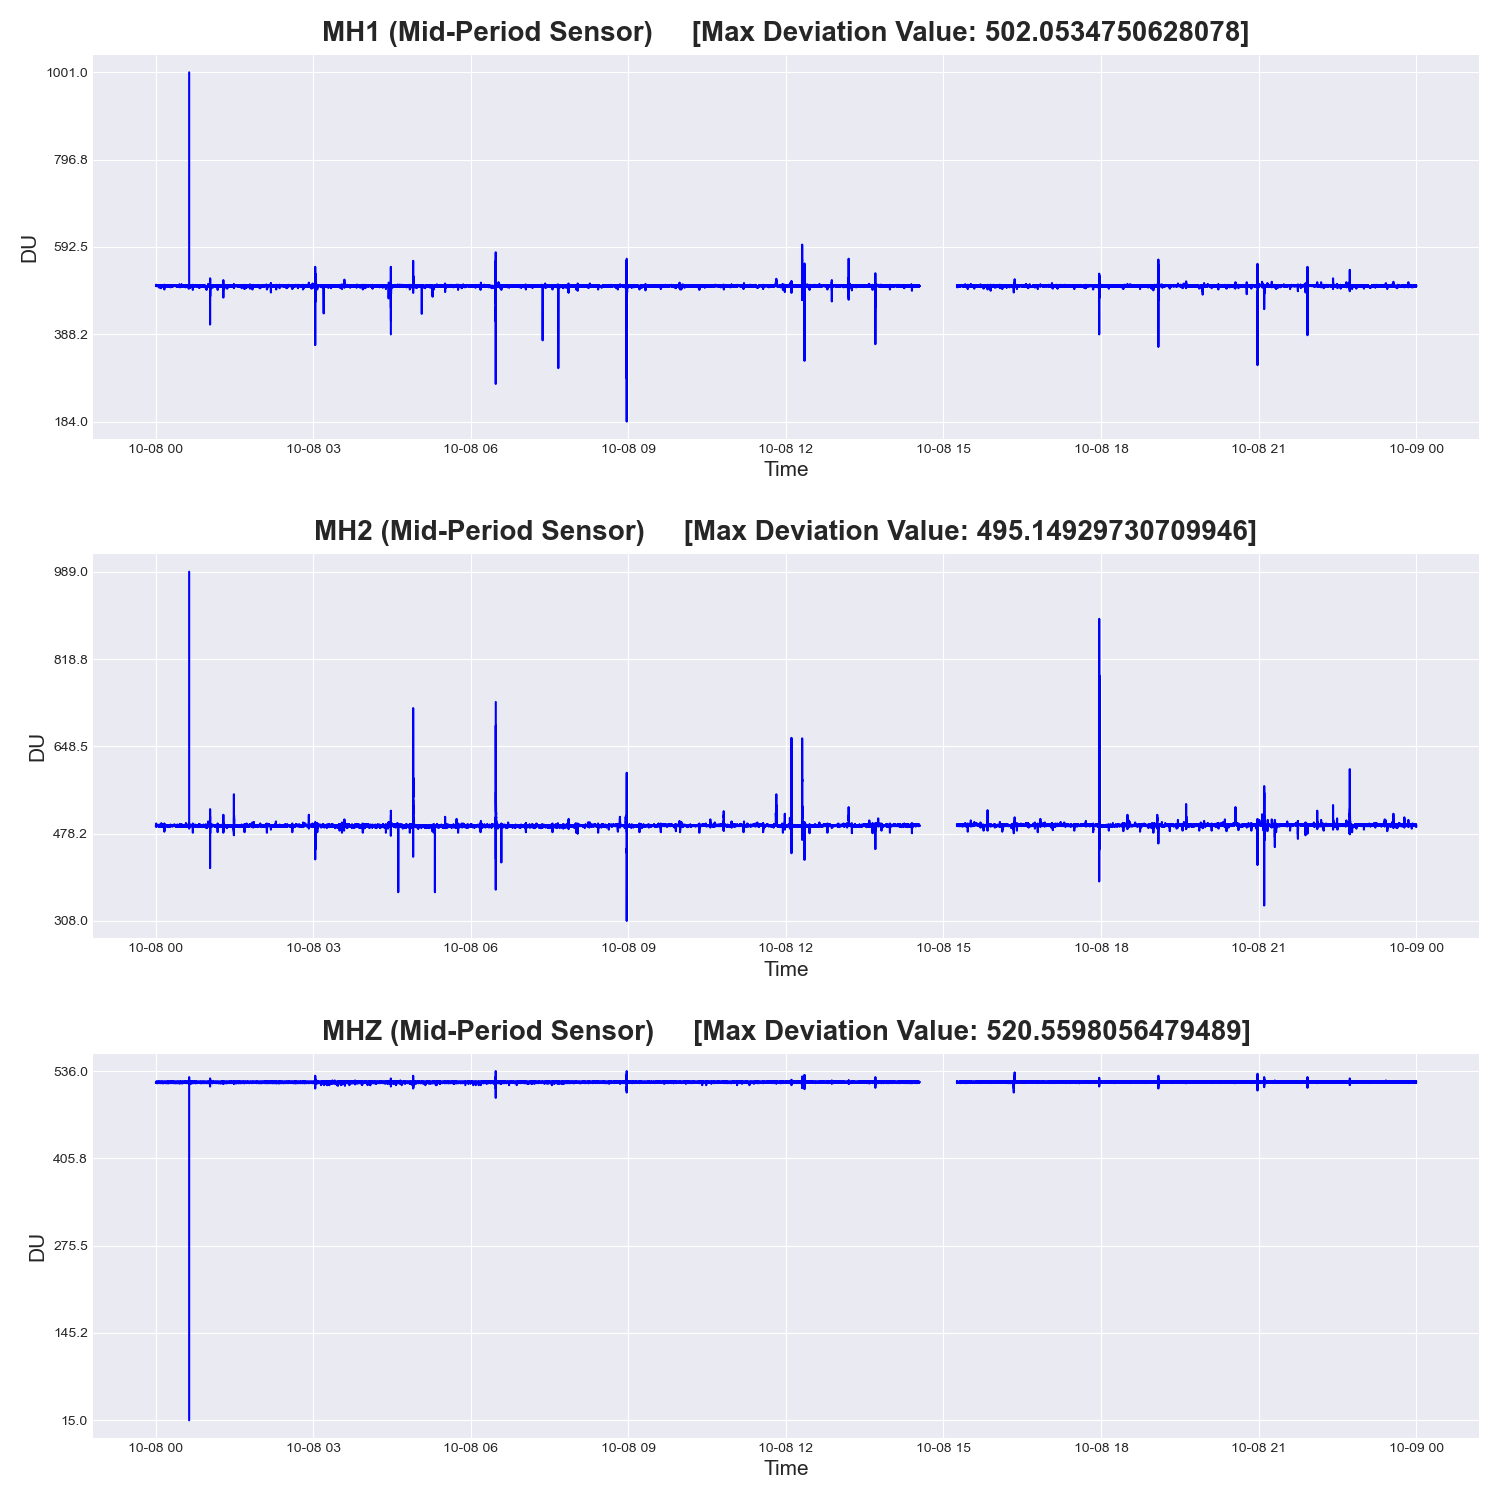 MH1 (Mid-Period Sensor) [Max Deviation Value: 502.0534750628078]
1001.0
796.8
592.5
388.2
184.0
DU
10-08 00 10-08 03 10-08 06 10-08 09 10-08 12 10-08 15 10-08 18 10-08 21 10-09 00
Time
MH2 (Mid-Period Sensor) [Max Deviation Value: 495.14929730709946]
989.0
818.8
648.5
478.2
308.0
DU
10-08 00 10-08 03 10-08 06 10-08 09 10-08 12 10-08 15 10-08 18 10-08 21 10-09 00
Time
MHZ (Mid-Period Sensor) [Max Deviation Value: 520.5598056479489]
536.0
405.8
275.5
145.2
15.0
DU
10-08 00 10-08 03 10-08 06 10-08 09 10-08 12 10-08 15 10-08 18 10-08 21 10-09 00
Time